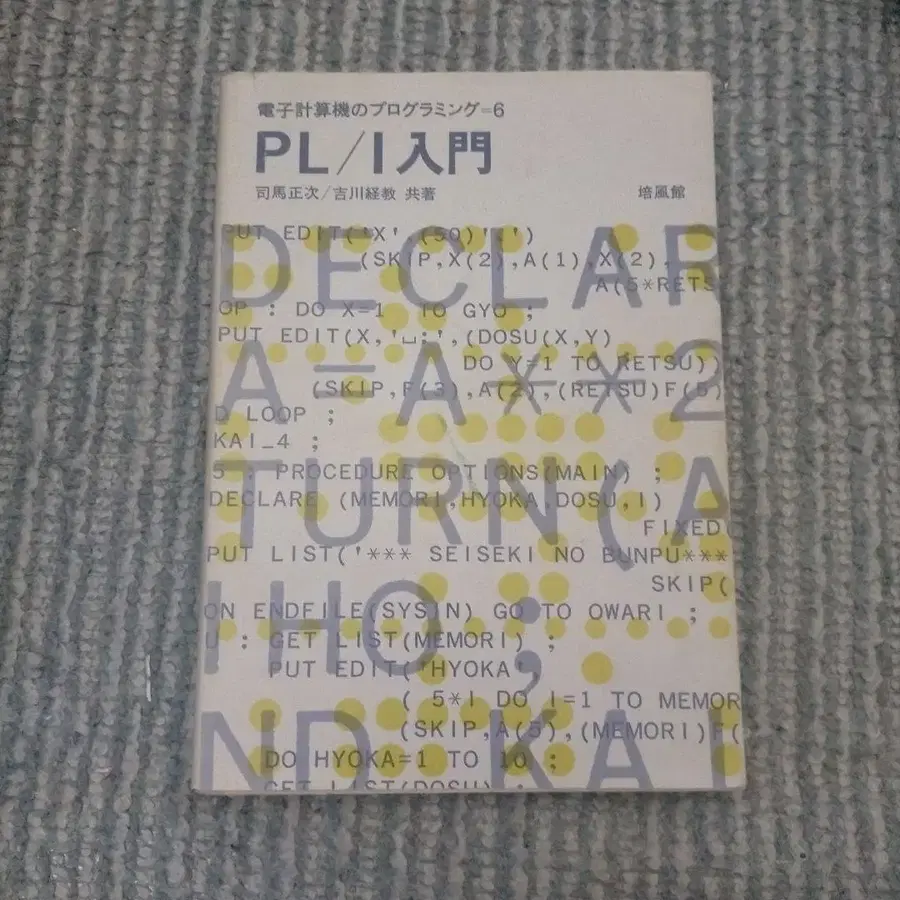 電子計算機のプログラミング=6
PL/I入門
司馬正次/吉川経教 共著
培風館
PUT EDIT('X',(50)'-')
(SKIP,X(2),A(1),X(2),
A(5*RETS
OP : DO X=1 TO GYO ;
PUT EDIT(X,'␣:',(DOSU(X,Y)
DO Y=1 TO RETSU))
(SKIP,F(3),A(2),(RETSU)F(5)
D LOOP ;
KAI_4 ;
5 : PROCEDURE OPTIONS(MAIN) ;
DECLARE (MEMORI,HYOKA,DOSU,I)
FIXED(
PUT LIST('*** SEISEKI NO BUNPU***
SKIP(
ON ENDFILE(SYSIN) GO TO OWARI ;
U : GET LIST(MEMORI) ;
PUT EDIT('HYOKA'
( 5*I DO I=1 TO MEMOR
(SKIP,A(5),(MEMORI)F(
DO HYOKA=1 TO 10 ;
GET LIST(DOSU) ;
DECLAR
A=A**2
TURN(A
IHO ;
ND KAI